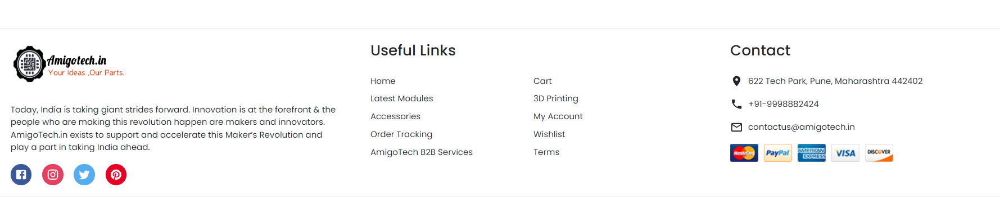 Amigotech.in
Your Ideas ,Our Parts.
Today, India is taking giant strides forward. Innovation is at the forefront & the
people who are making this revolution happen are makers and innovators.
AmigoTech.in exists to support and accelerate this Maker’s Revolution and
play a part in taking India ahead.
Useful Links
Home
Latest Modules
Accessories
Order Tracking
AmigoTech B2B Services
Cart
3D Printing
My Account
Wishlist
Terms
Contact
622 Tech Park, Pune, Maharashtra 442402
+91-9998882424
contactus@amigotech.in
MasterCard
PayPal
AMERICAN
EXPRESS
VISA
DISCOVER